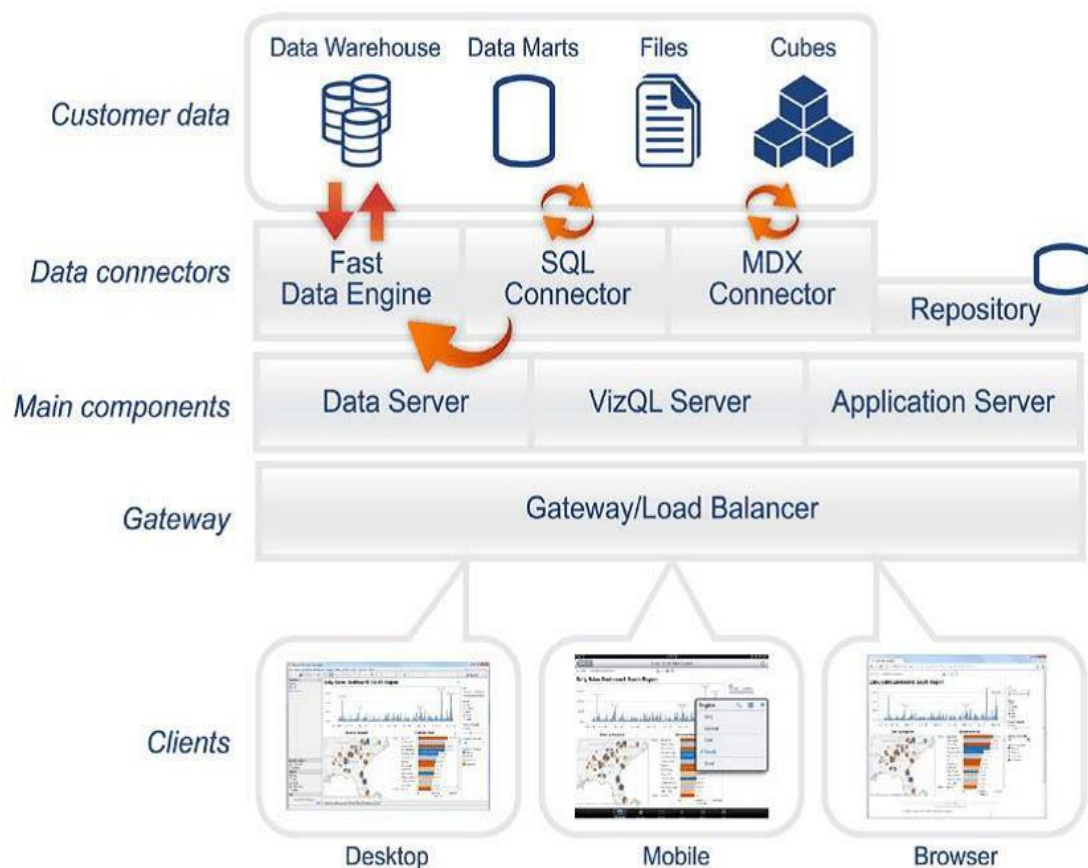 Data Warehouse
Data Marts
Files
Cubes
Customer data
Data connectors
Fast
Data Engine
SQL
Connector
MDX
Connector
Repository
Main components
Data Server
VizQL Server
Application Server
Gateway
Gateway/Load Balancer
Clients
Desktop
Mobile
Browser